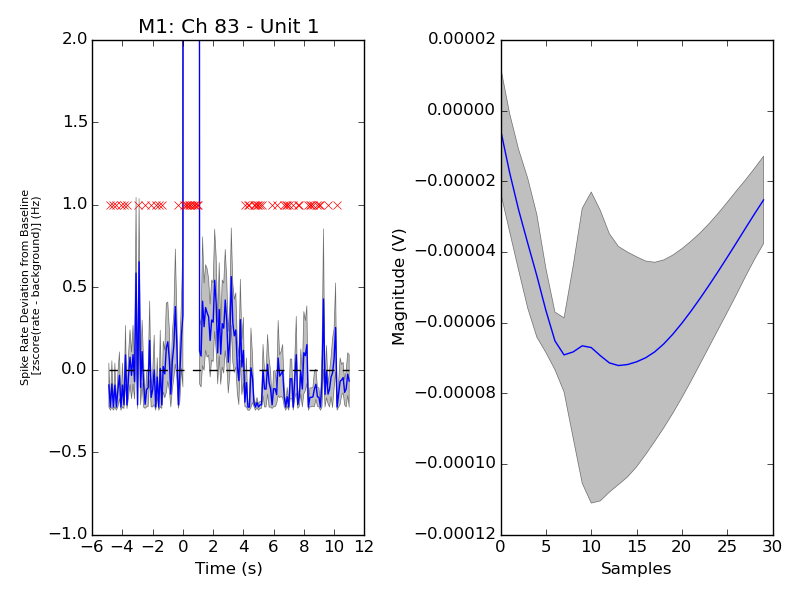 M1: Ch 83 - Unit 1
2.0
1.5
1.0
0.5
0.0
−0.5
−1.0
−6 −4 −2 0 2 4 6 8 10 12
Time (s)
Spike Rate Deviation from Baseline
[zscore(rate - background)] (Hz)
0.00002
0.00000
−0.00002
−0.00004
−0.00006
−0.00008
−0.00010
−0.00012
0 5 10 15 20 25 30
Samples
Magnitude (V)